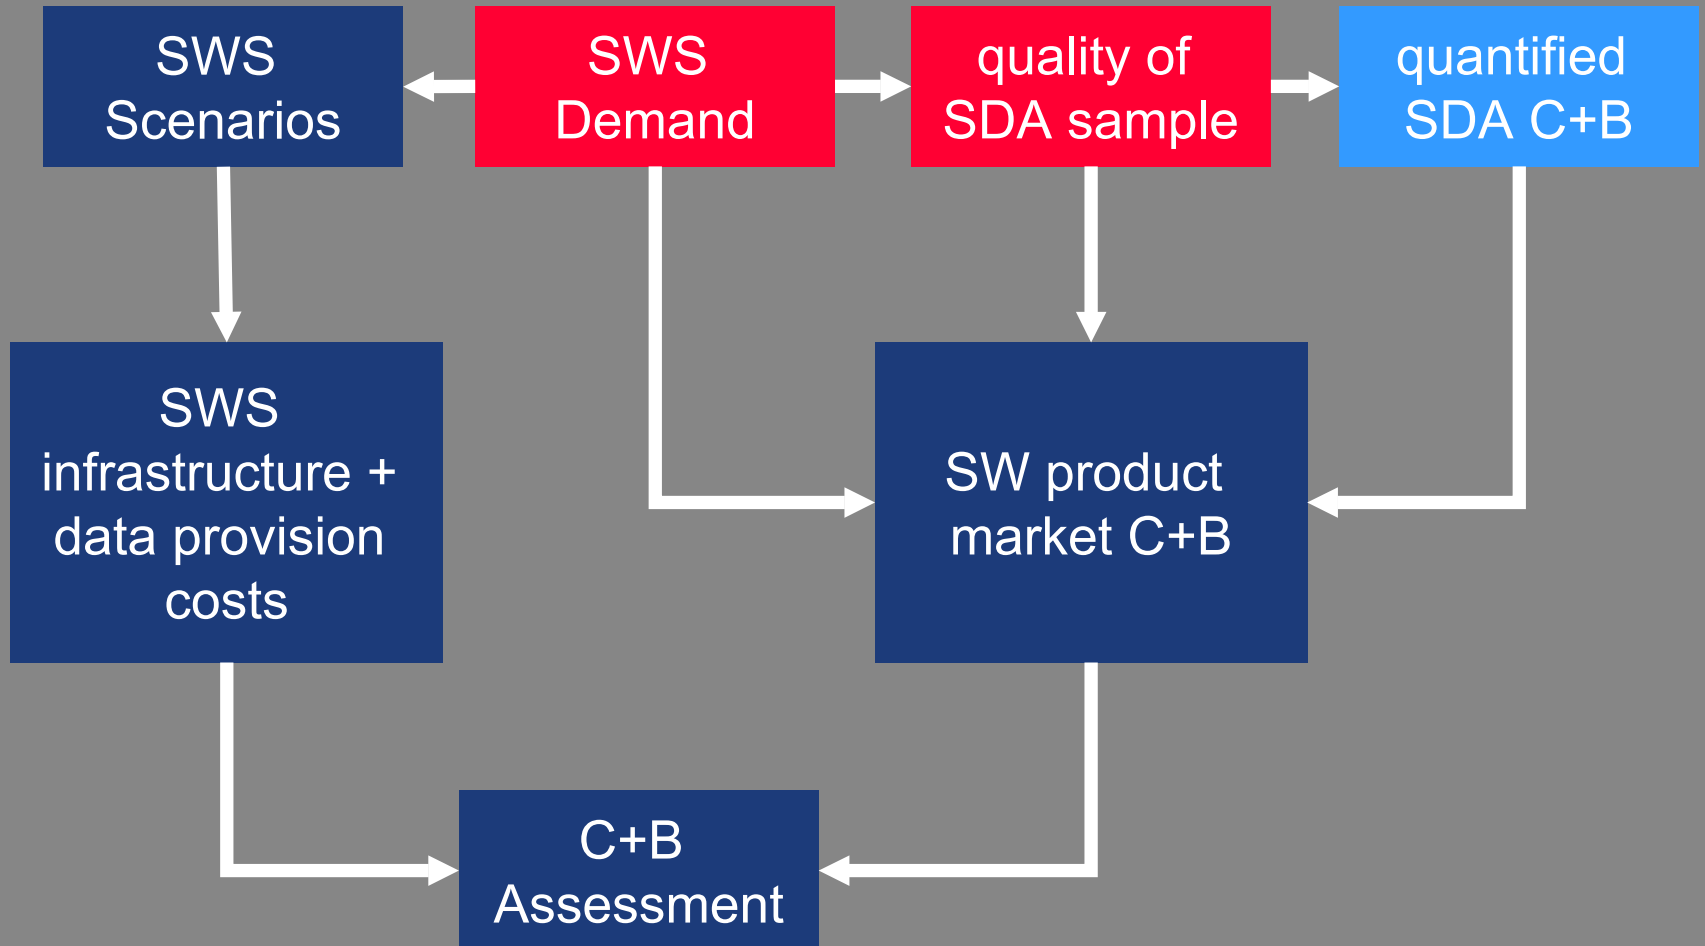 SWS
Scenarios
SWS
Demand
quality of
SDA sample
quantified
SDA C+B
SWS
infrastructure +
data provision
costs
SW product
market C+B
C+B
Assessment